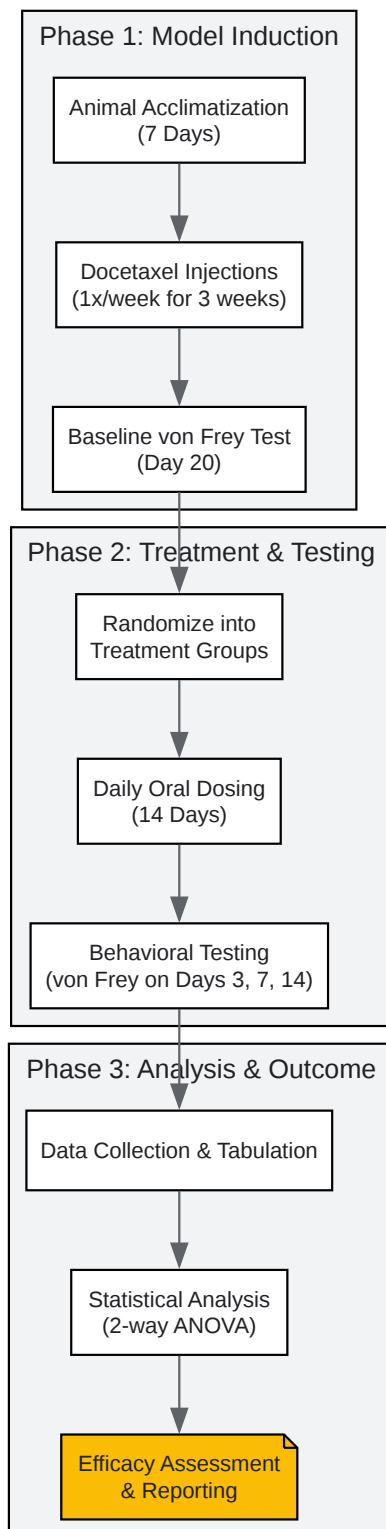 Phase 1: Model Induction
Animal Acclimatization
(7 Days)
Docetaxel Injections
(1x/week for 3 weeks)
Baseline von Frey Test
(Day 20)
Phase 2: Treatment & Testing
Randomize into
Treatment Groups
Daily Oral Dosing
(14 Days)
Behavioral Testing
(von Frey on Days 3, 7, 14)
Phase 3: Analysis & Outcome
Data Collection & Tabulation
Statistical Analysis
(2-way ANOVA)
Efficacy Assessment
& Reporting